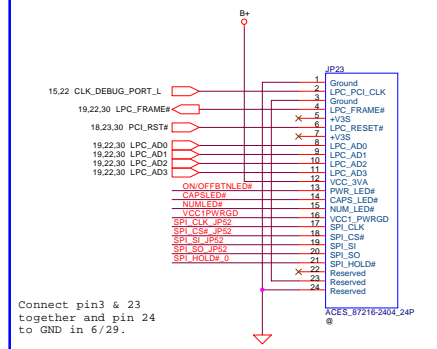 B+
JP23
1 Ground
15,22 CLK_DEBUG_PORT_L 2 LPC_PCI_CLK
3 Ground
19,22,30 LPC_FRAME# 4 LPC_FRAME#
5 +V3S
18,23,30 PCI_RST# 6 LPC_RESET#
7 +V3S
19,22,30 LPC_AD0 8 LPC_AD0
19,22,30 LPC_AD1 9 LPC_AD1
19,22,30 LPC_AD2 10 LPC_AD2
19,22,30 LPC_AD3 11 LPC_AD3
12 VCC_3VA
ON/OFFBTNLED# 13 PWR_LED#
CAPSLED# 14 CAPS_LED#
NUMLED# 15 NUM_LED#
VCC1PWRGD 16 VCC1_PWRGD
SPI_CLK_JP52 17 SPI_CLK
SPI_CS#_JP52 18 SPI_CS#
SPI_SI_JP52 19 SPI_SI
SPI_SO_JP52 20 SPI_SO
SPI_HOLD#_0 21 SPI_HOLD#
22 Reserved
23 Reserved
24 Reserved
ACES_87216-2404_24P
@
Connect pin3 & 23
together and pin 24
to GND in 6/29.